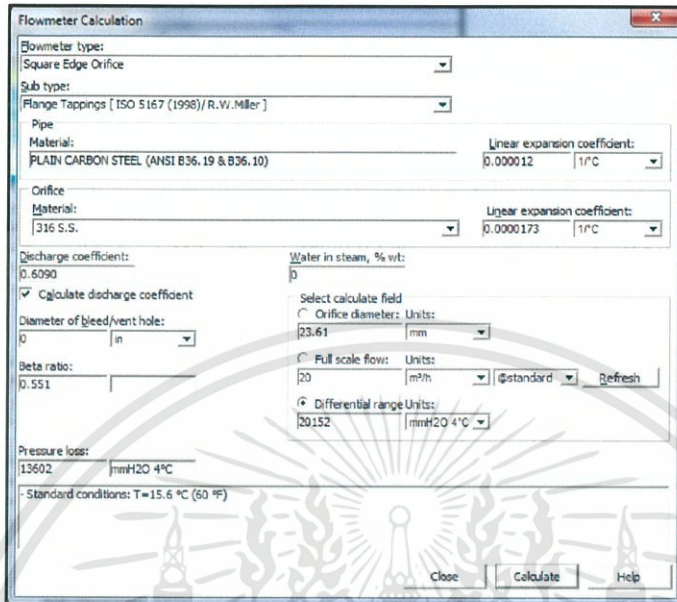 Flowmeter Calculation
x
Flowmeter type:
Square Edge Orifice
Sub type:
Flange Tappings [ ISO 5167 (1998)/ R.W.Miller ]
Pipe
Material: Linear expansion coefficient:
PLAIN CARBON STEEL (ANSI B36.19 & B36.10) 0.000012 1/°C
Orifice
Material: Linear expansion coefficient:
316 S.S. 0.0000173 1/°C
Discharge coefficient: Water in steam, % wt:
0.6090 0
Calculate discharge coefficient Select calculate field
Orifice diameter: Units:
Diameter of bleed/vent hole: 23.61 mm
0 in Full scale flow: Units:
Beta ratio: 20 m³/h @standard Refresh
0.551 Differential range Units:
20152 mmH2O 4°C
Pressure loss:
13602 mmH2O 4°C
- Standard conditions: T=15.6 °C (60 °F)
Close Calculate Help